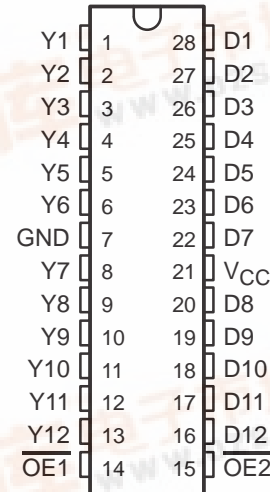 Y1 1 28 D1
Y2 2 27 D2
Y3 3 26 D3
Y4 4 25 D4
Y5 5 24 D5
Y6 6 23 D6
GND 7 22 D7
Y7 8 21 VCC
Y8 9 20 D8
Y9 10 19 D9
Y10 11 18 D10
Y11 12 17 D11
Y12 13 16 D12
OE1 14 15 OE2